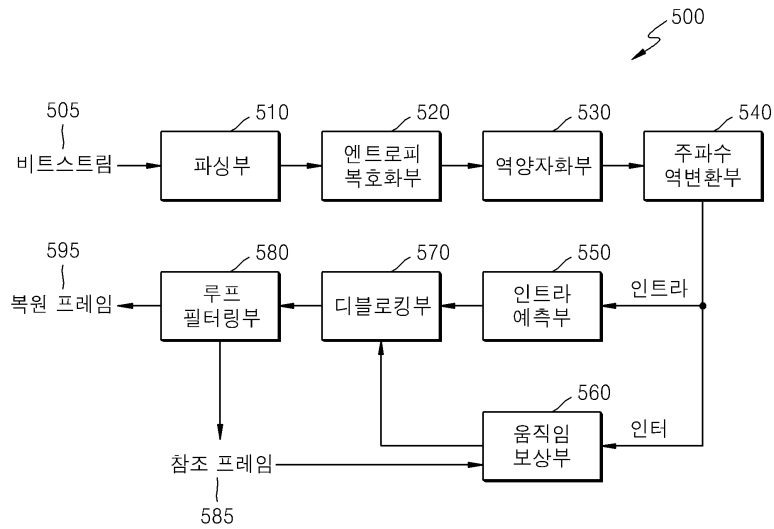 500
505
510
520
530
540
비트스트림
파싱부
엔트로피
복호화부
역양자화부
주파수
역변환부
595
580
570
550
복원 프레임
루프
필터링부
디블로킹부
인트라
예측부
인트라
560
움직임
보상부
인터
참조 프레임
585